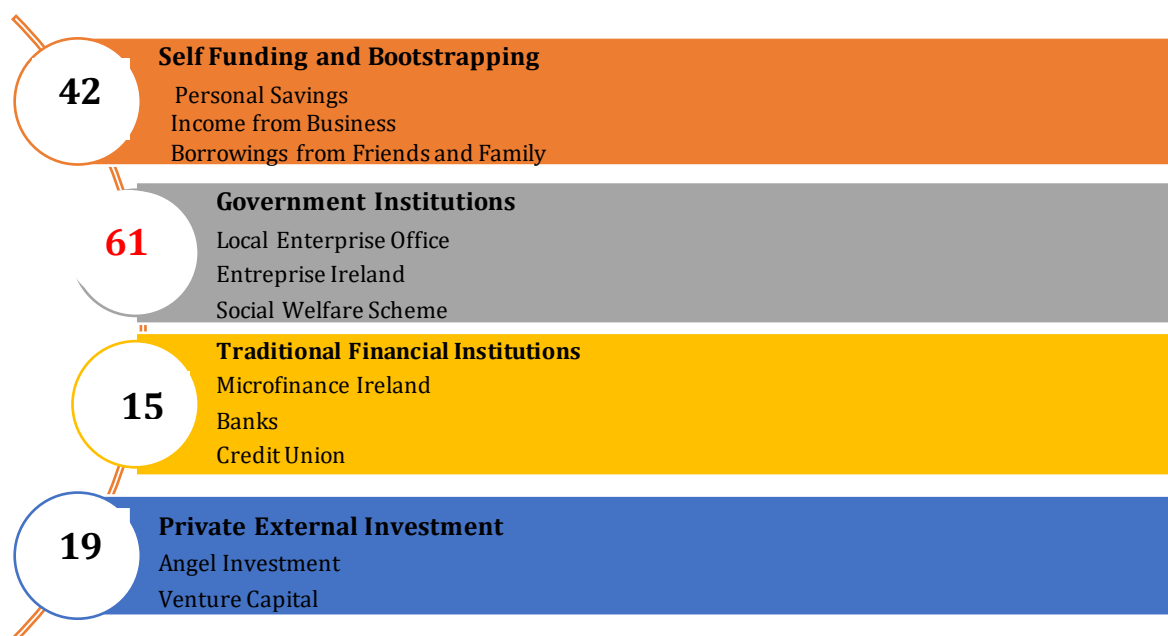 42
Self Funding and Bootstrapping
Personal Savings
Income from Business
Borrowings from Friends and Family
61
Government Institutions
Local Enterprise Office
Entreprise Ireland
Social Welfare Scheme
15
Traditional Financial Institutions
Microfinance Ireland
Banks
Credit Union
19
Private External Investment
Angel Investment
Venture Capital